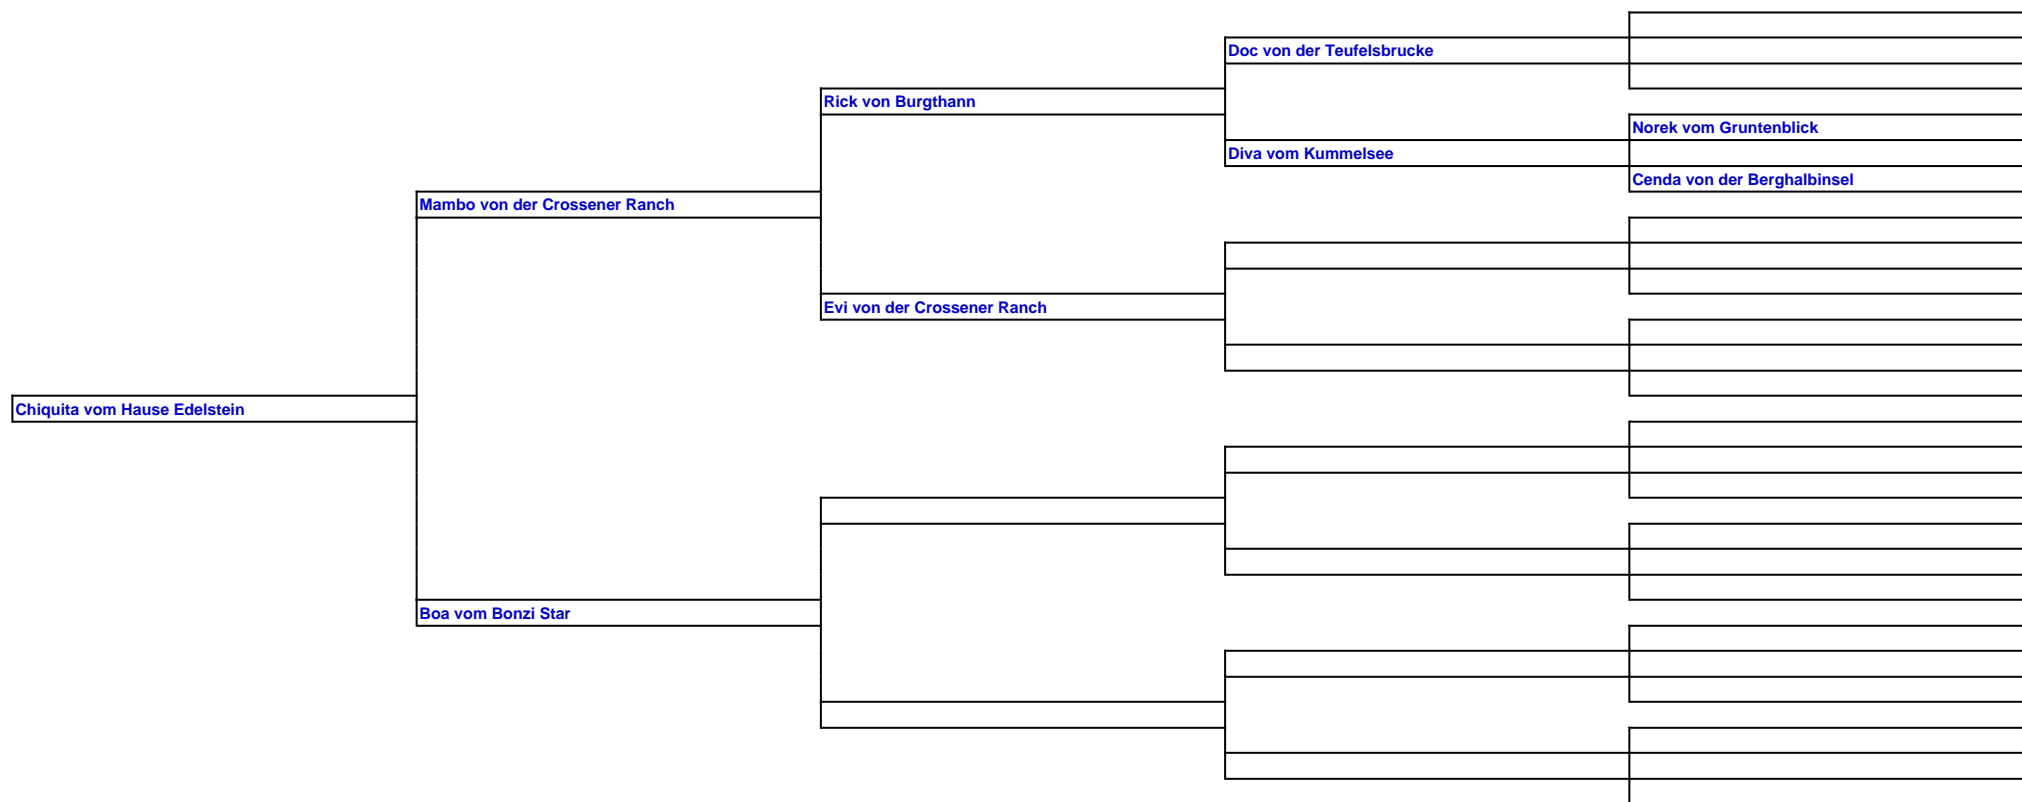 Doc von der Teufelsbrucke
Rick von Burgthann
Norek vom Gruntenblick
Diva vom Kummelsee
Cenda von der Berghalbinsel
Mambo von der Crossener Ranch
Evi von der Crossener Ranch
Chiquita vom Hause Edelstein
Boa vom Bonzi Star